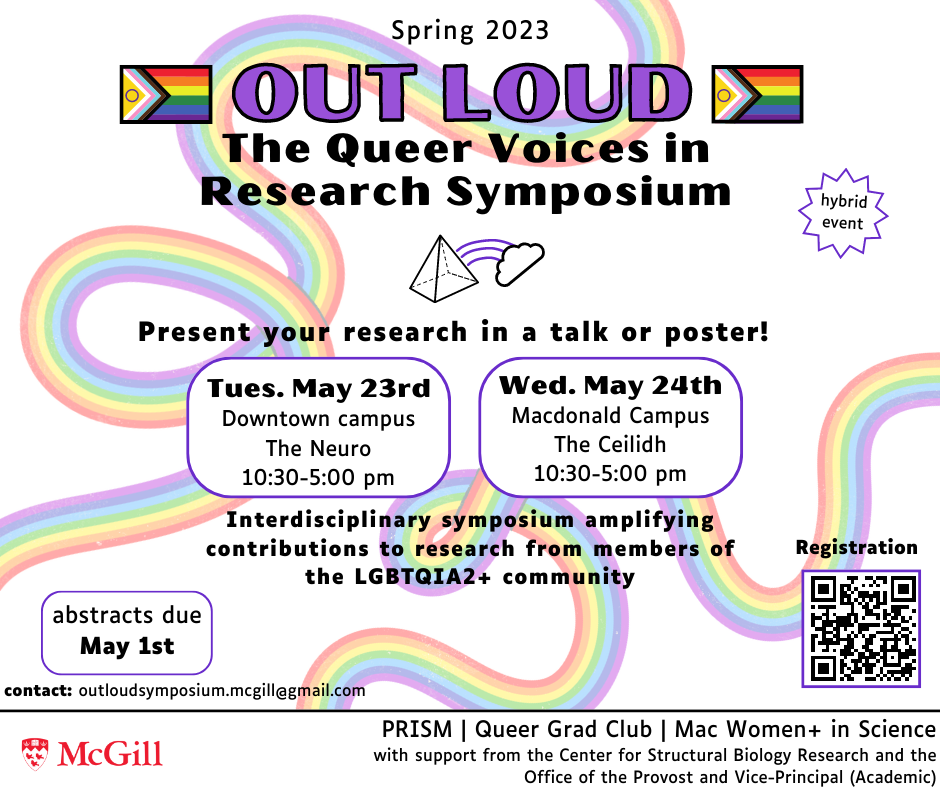 Spring 2023
OUT LOUD
The Queer Voices in
Research Symposium
hybrid
event
Present your research in a talk or poster!
Tues. May 23rd
Downtown campus
The Neuro
10:30-5:00 pm
Wed. May 24th
Macdonald Campus
The Ceilidh
10:30-5:00 pm
Interdisciplinary symposium amplifying
contributions to research from members of
the LGBTQIA2+ community
Registration
abstracts due
May 1st
contact: outloudsymposium.mcgill@gmail.com
McGill
PRISM | Queer Grad Club | Mac Women+ in Science
with support from the Center for Structural Biology Research and the
Office of the Provost and Vice-Principal (Academic)